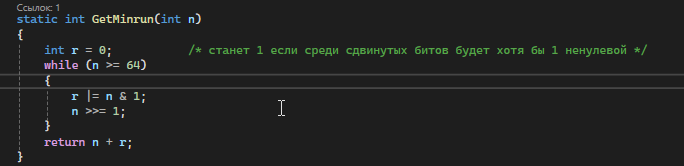 Ссылок: 1
static int GetMinrun(int n)
{
int r = 0; /* станет 1 если среди сдвинутых битов будет хотя бы 1 ненулевой */
while (n >= 64)
{
r |= n & 1;
n >>= 1;
}
return n + r;
}